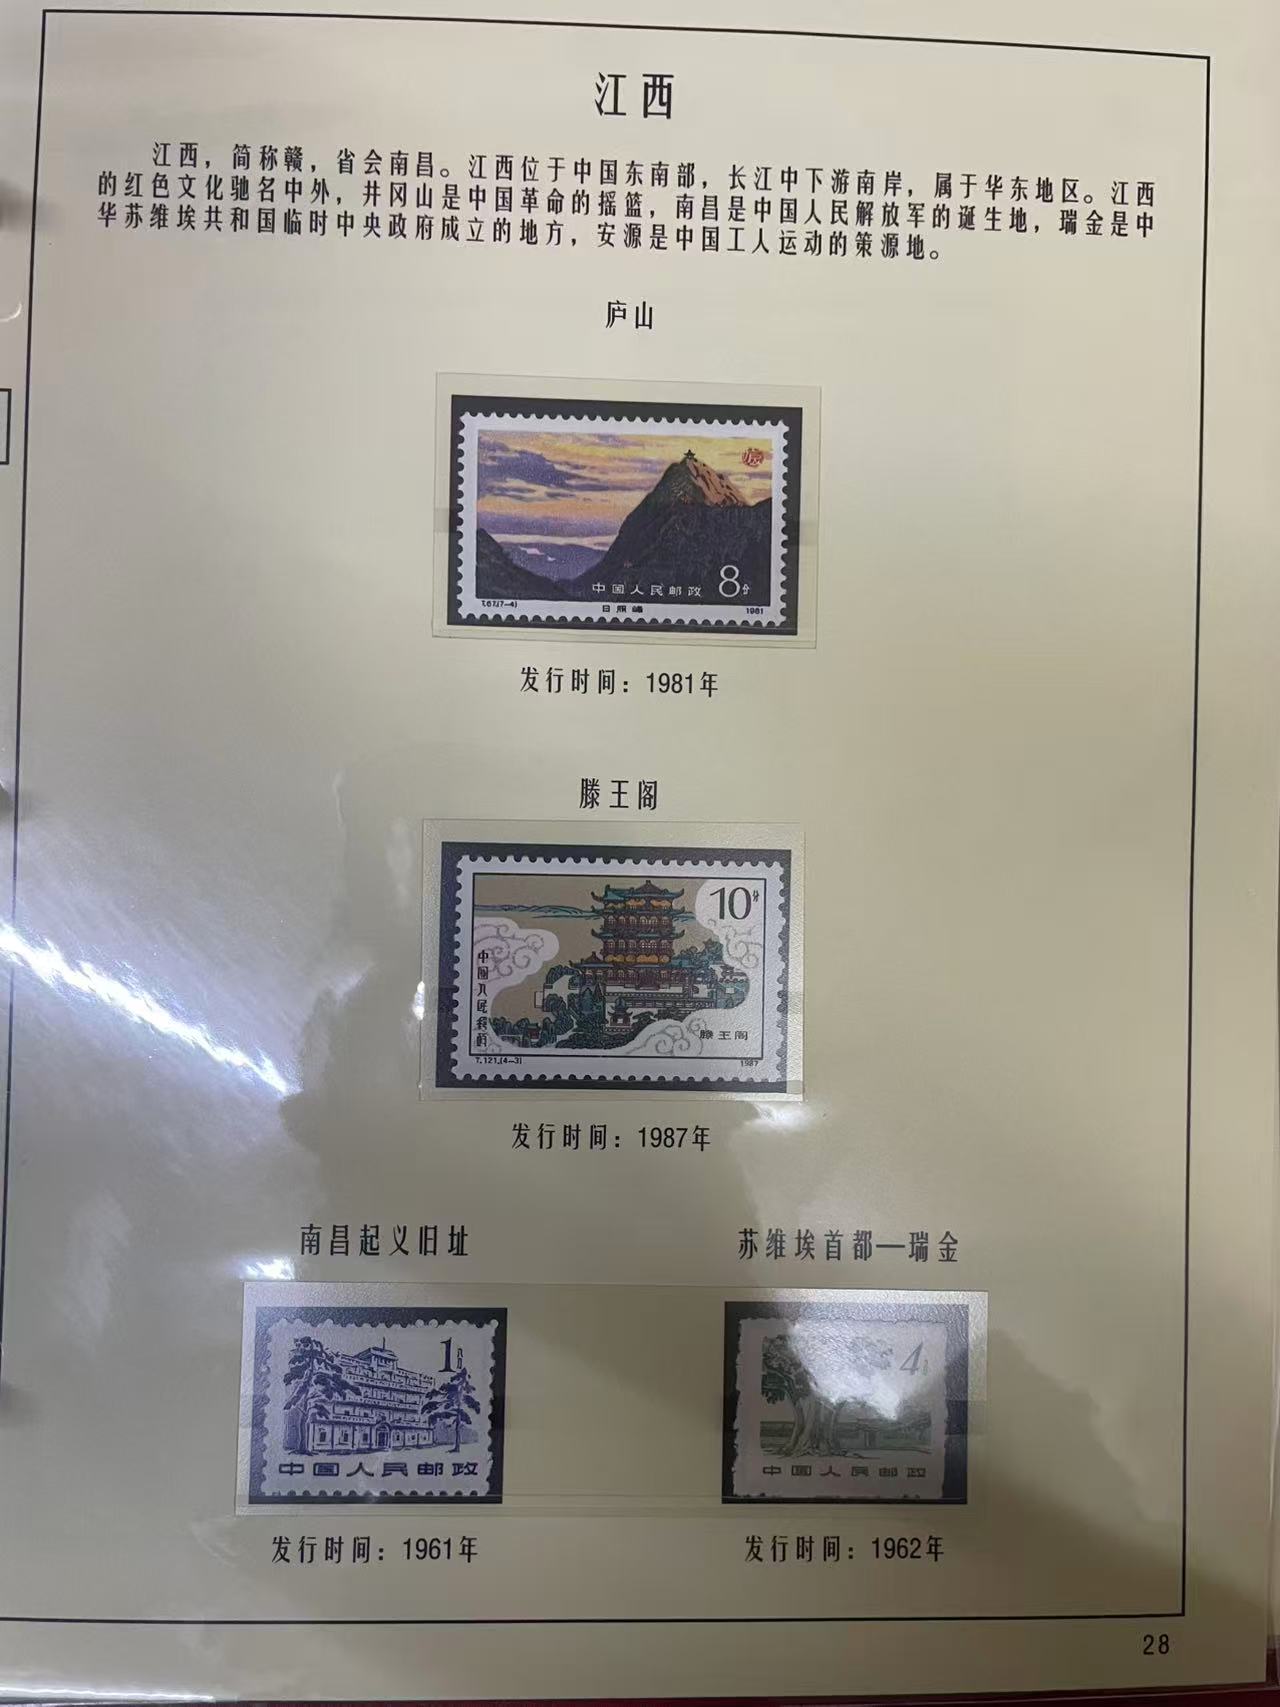 江西
江西，简称赣，省会南昌。江西位于中国东南部，长江中下游南岸，属于华东地区。江西
的红色文化驰名中外，井冈山是中国革命的摇篮，南昌是中国人民解放军的诞生地，瑞金是中
华苏维埃共和国临时中央政府成立的地方，安源是中国工人运动的策源地。
庐山
中国人民邮政 8分
T.67.(7-4) 日照峰 1981
发行时间：1981年
滕王阁
10分
中国人民邮政
滕王阁
T.121.(4-3) 1987
发行时间：1987年
南昌起义旧址 苏维埃首都—瑞金
1分 4
中国人民邮政 中国人民邮政
发行时间：1961年 发行时间：1962年
28